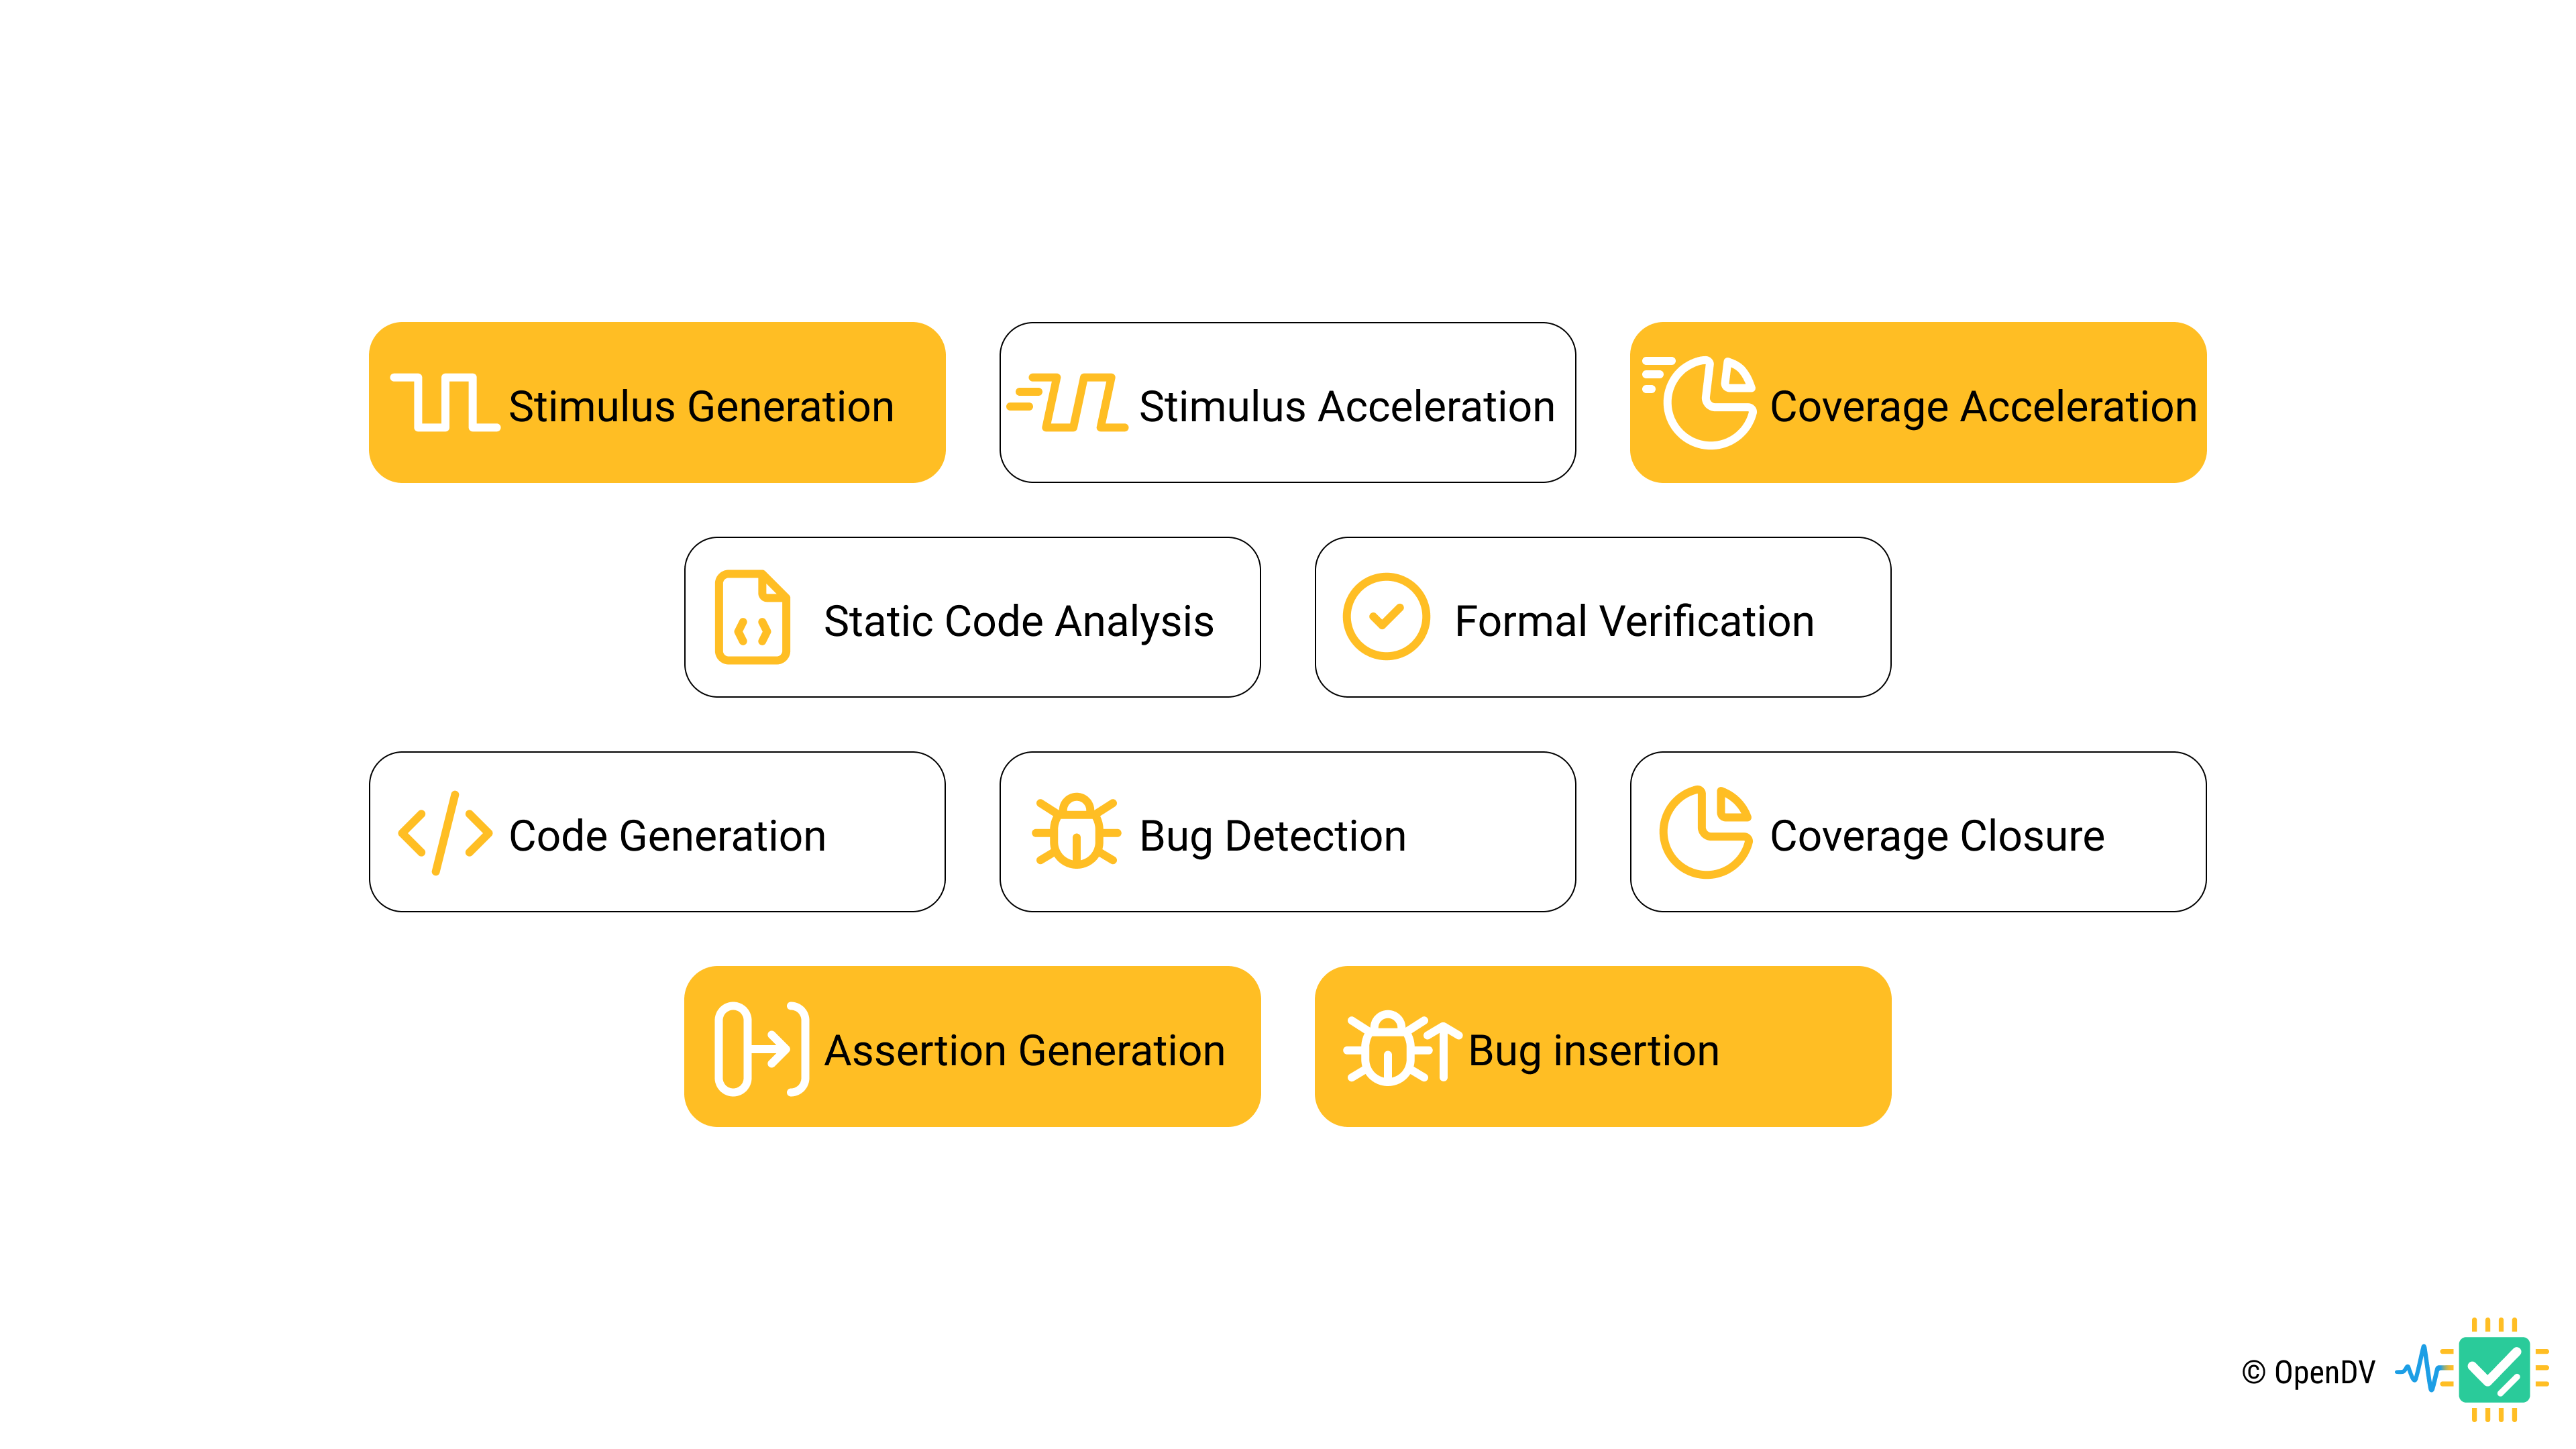 Stimulus Generation
Stimulus Acceleration
Coverage Acceleration
Static Code Analysis
Formal Verification
Code Generation
Bug Detection
Coverage Closure
Assertion Generation
Bug insertion
© OpenDV